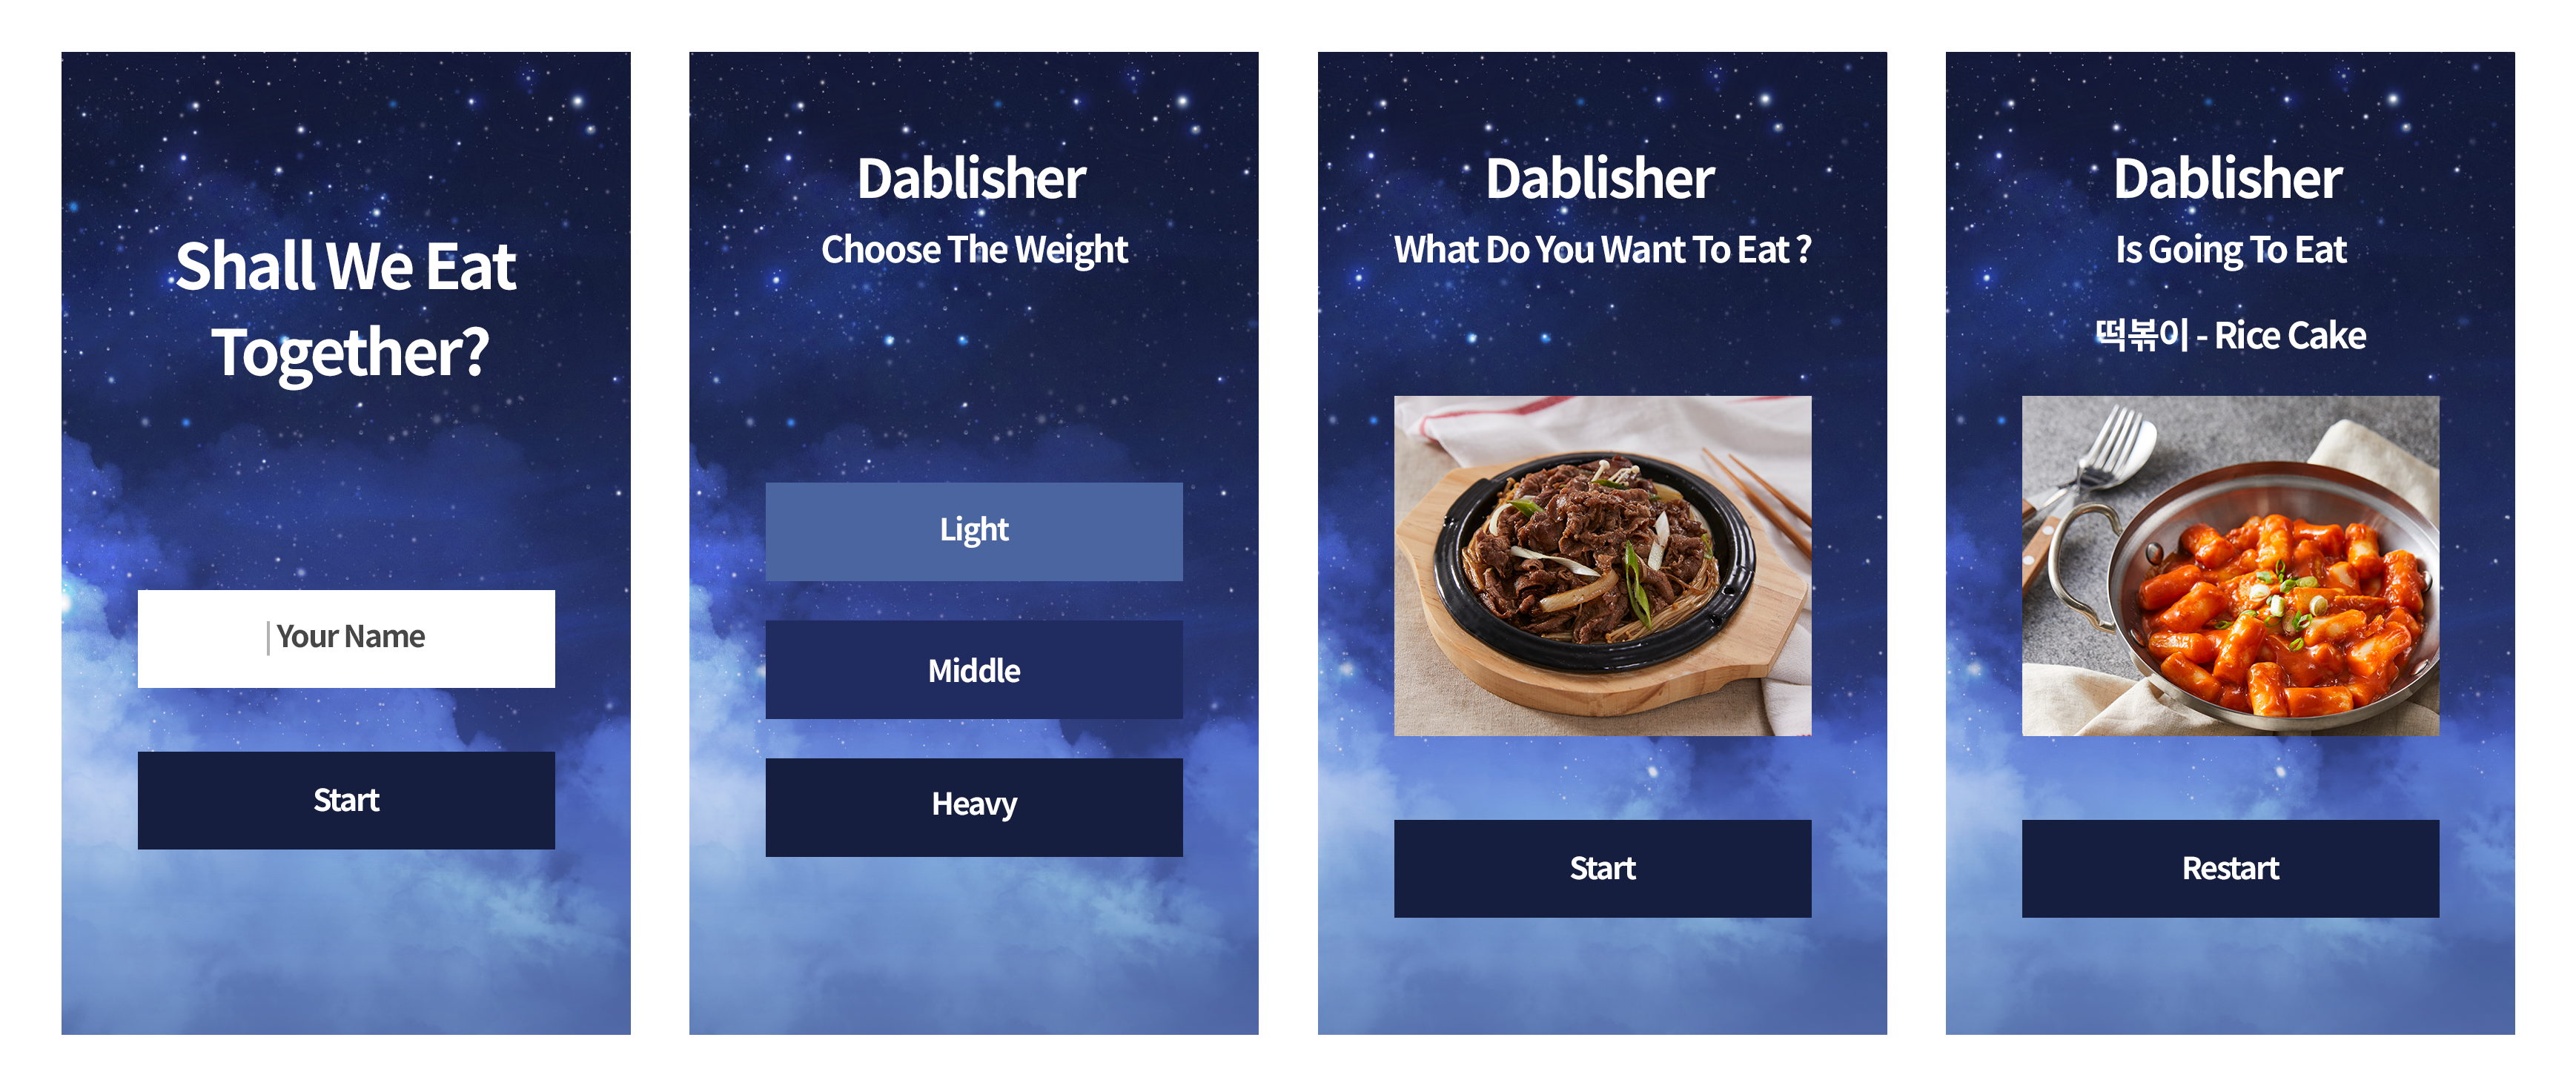 Shall We Eat
Together?
Your Name
Start
Dablisher
Choose The Weight
Light
Middle
Heavy
Dablisher
What Do You Want To Eat ?
Start
Dablisher
Is Going To Eat
떡볶이 - Rice Cake
Restart